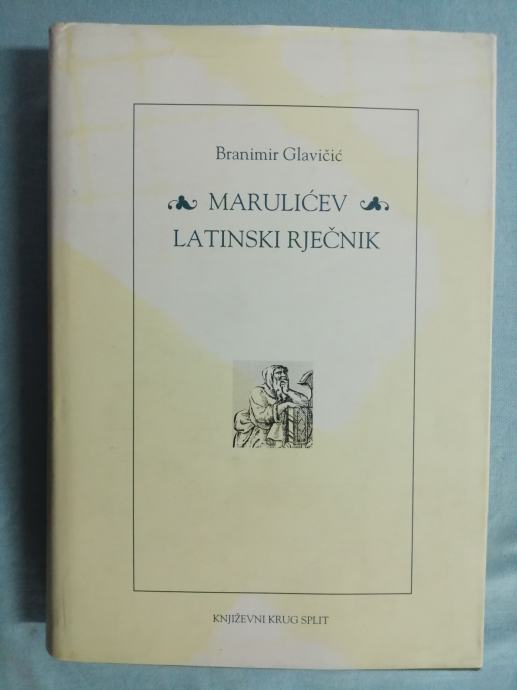 Branimir Glavičić
MARULIĆEV
LATINSKI RJEČNIK
KNJIŽEVNI KRUG SPLIT